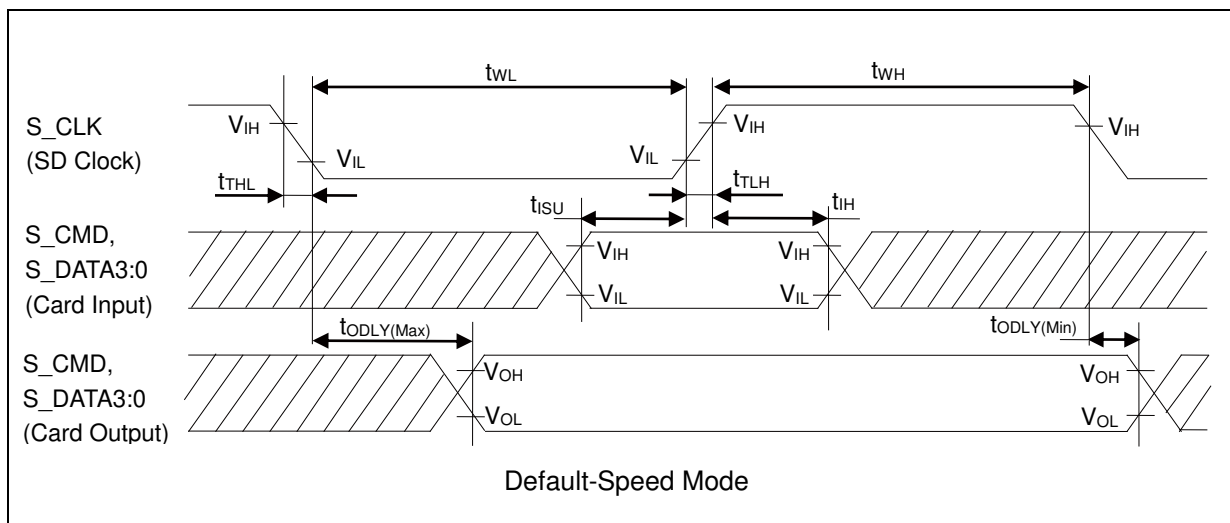 tWL
tWH
S_CLK
(SD Clock)
VIH
VIL
VIL
VIH
VIH
tTHL
tTLH
tISU
tIH
S_CMD,
S_DATA3:0
(Card Input)
VIH
VIL
VIH
VIL
tODLY(Max)
tODLY(Min)
S_CMD,
S_DATA3:0
(Card Output)
VOH
VOL
VOH
VOL
Default-Speed Mode